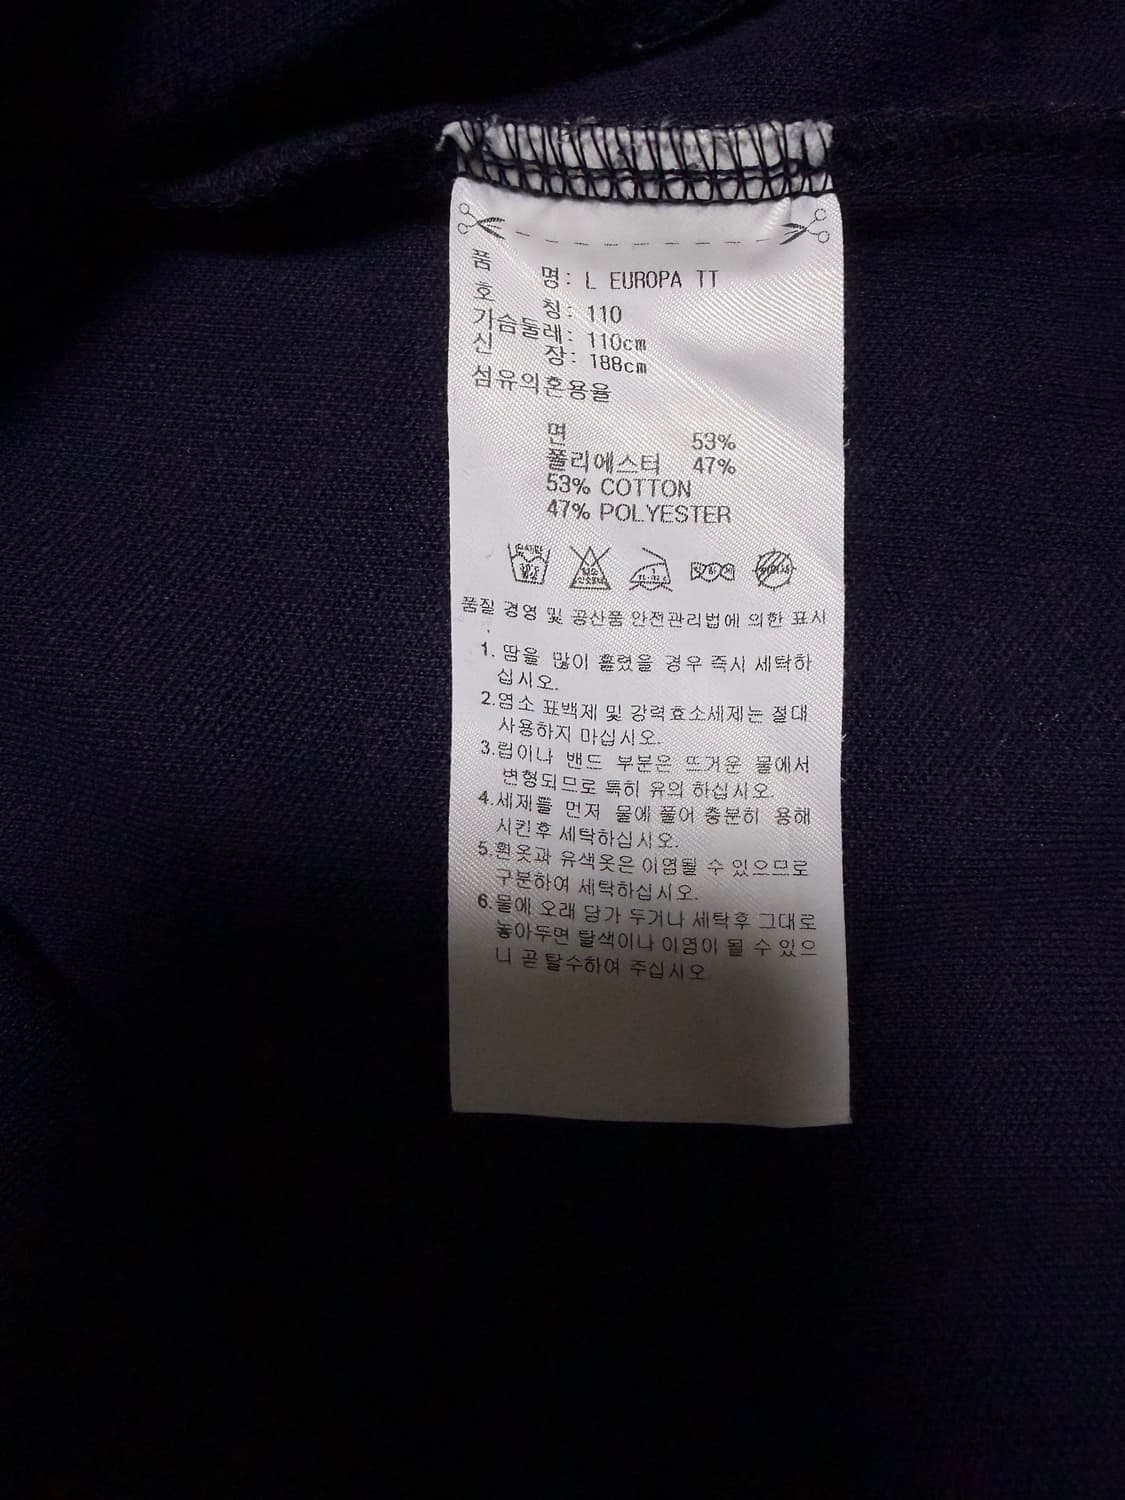 품 명: L EUROPA TT
호 칭: 110
가슴둘레: 110cm
신 장: 188cm
섬유의혼용율
면 53%
폴리에스터 47%
53% COTTON
47% POLYESTER
품질 경영 및 공산품 안전관리법에 의한 표시
1. 땀을 많이 흘렸을 경우 즉시 세탁하
십시오.
2.염소 표백제 및 강력효소세제는 절대
사용하지 마십시오.
3.립이나 밴드 부분은 뜨거운 물에서
변형되므로 특히 유의 하십시오.
4.세제를 먼저 물에 풀어 충분히 용해
시킨후 세탁하십시오.
5.흰옷과 유색옷은 이염될 수 있으므로
구분하여 세탁하십시오.
6.물에 오래 담가 두거나 세탁후 그대로
놓아두면 탈색이나 이염이 될 수 있으
니 곧 탈수하여 주십시오